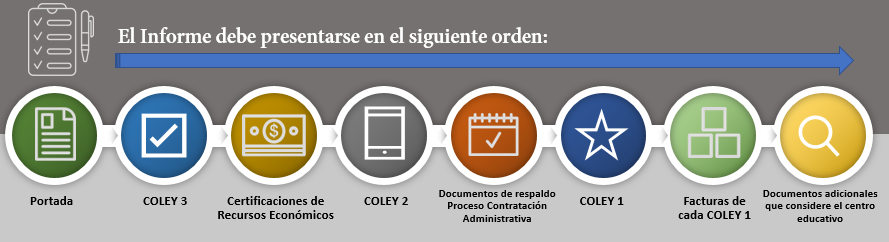 El Informe debe presentarse en el siguiente orden:
Portada
COLEY 3
Certificaciones de
Recursos Económicos
COLEY 2
Documentos de respaldo
Proceso Contratación
Administrativa
COLEY 1
Facturas de
cada COLEY 1
Documentos adicionales
que considere el centro
educativo